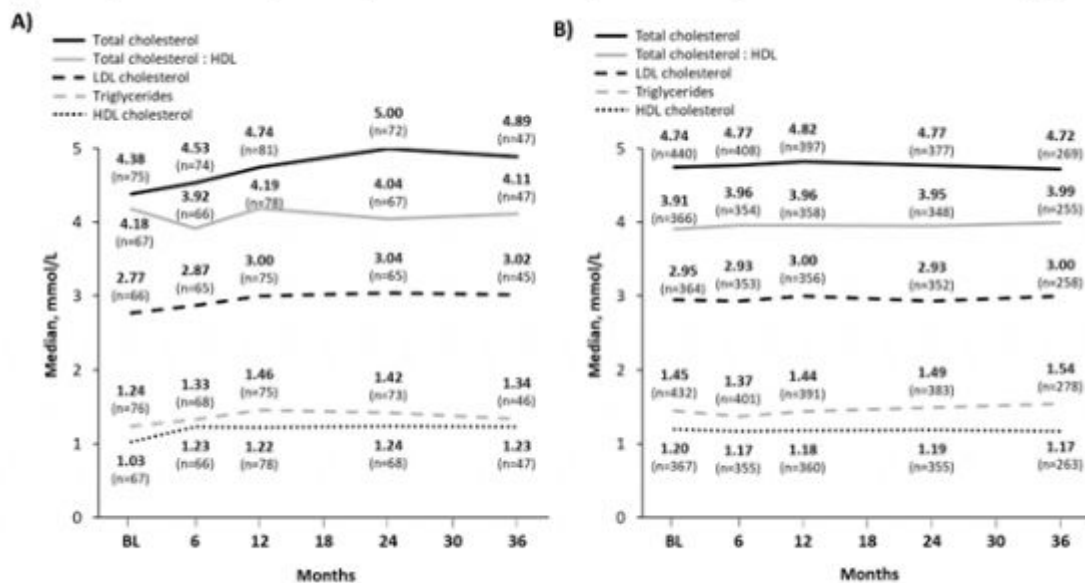 A)
Total cholesterol
Total cholesterol : HDL
LDL cholesterol
Triglycerides
HDL cholesterol
Median, mmol/L
5
4
3
2
1
0
4.38
(n=75)
4.53
(n=74)
4.74
(n=81)
5.00
(n=72)
4.89
(n=47)
4.18
(n=67)
3.92
(n=66)
4.19
(n=78)
4.04
(n=67)
4.11
(n=47)
2.77
(n=66)
2.87
(n=65)
3.00
(n=75)
3.04
(n=65)
3.02
(n=45)
1.24
(n=76)
1.33
(n=68)
1.46
(n=75)
1.42
(n=73)
1.34
(n=46)
1.03
(n=67)
1.23
(n=66)
1.22
(n=78)
1.24
(n=68)
1.23
(n=47)
BL 6 12 18 24 30 36
Months
B)
Total cholesterol
Total cholesterol : HDL
LDL cholesterol
Triglycerides
HDL cholesterol
Median, mmol/L
5
4
3
2
1
0
4.74
(n=440)
4.77
(n=408)
4.82
(n=397)
4.77
(n=377)
4.72
(n=269)
3.91
(n=366)
3.96
(n=354)
3.96
(n=358)
3.95
(n=348)
3.99
(n=255)
2.95
(n=364)
2.93
(n=353)
3.00
(n=356)
2.93
(n=352)
3.00
(n=258)
1.45
(n=432)
1.37
(n=401)
1.44
(n=391)
1.49
(n=383)
1.54
(n=278)
1.20
(n=367)
1.17
(n=355)
1.18
(n=360)
1.19
(n=355)
1.17
(n=263)
BL 6 12 18 24 30 36
Months